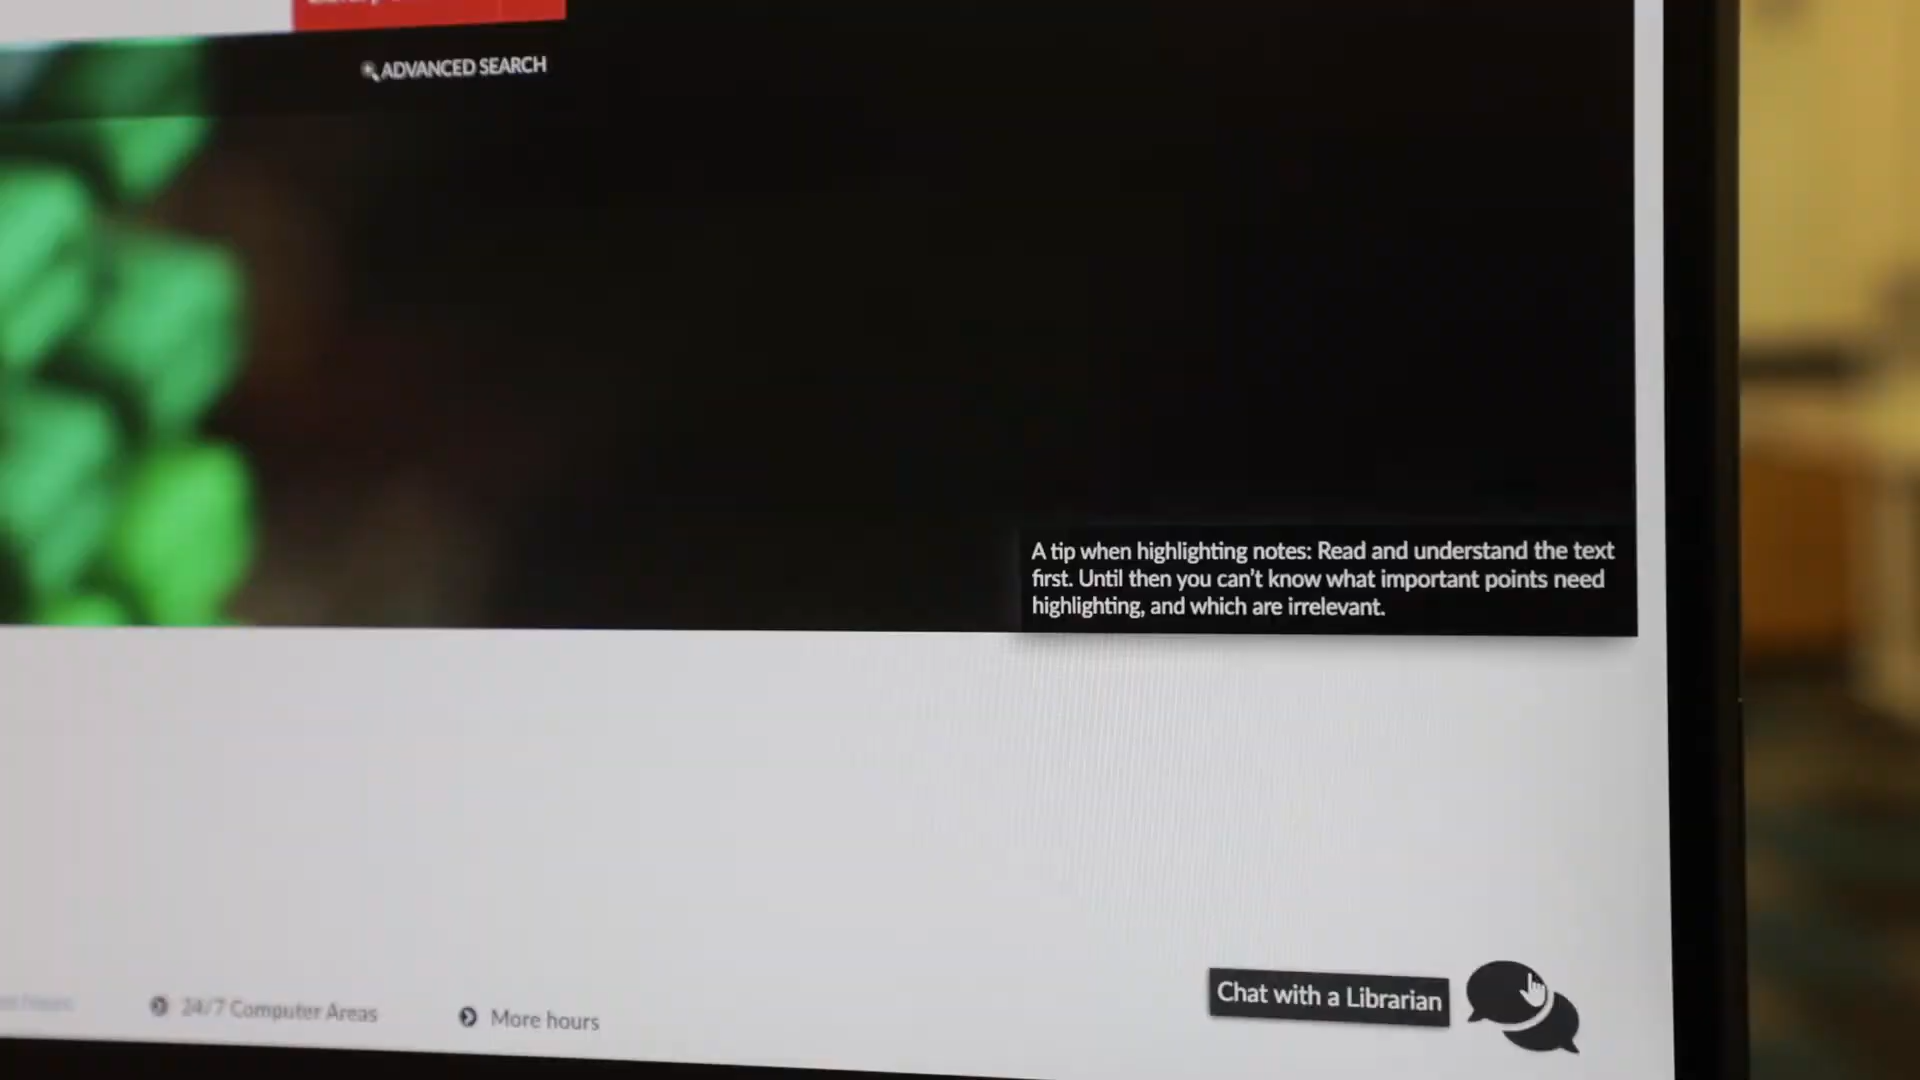 ADVANCED SEARCH
A tip when highlighting notes: Read and understand the text
first. Until then you can't know what important points need
highlighting, and which are irrelevant.
Chat with a Librarian
24/7 Computer Areas
More hours